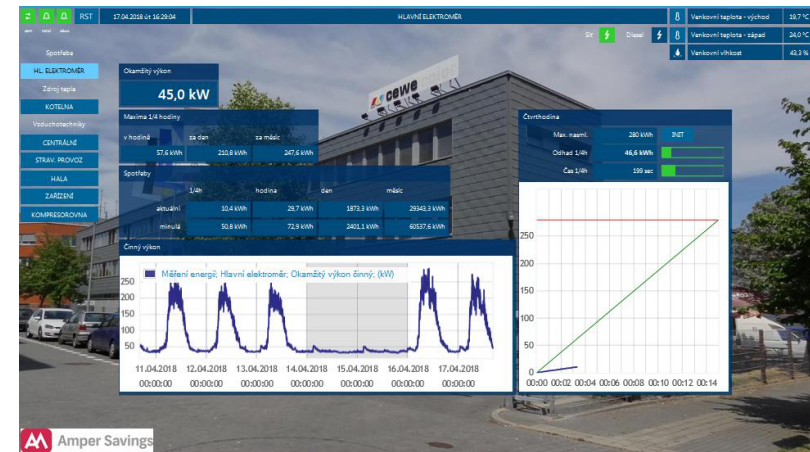 RST 17.04.2018 út 16:29:04 HLAVNÍ ELEKTROMĚR Venkovní teplota - východ 19,7 °C
Síť Diesel Venkovní teplota - západ 24,0 °C
Venkovní vlhkost 43,3 %
Spotřeba
HL. ELEKTROMĚR
Zdroj tepla
KOTELNA
Vzduchotechniky
CENTRÁLNÍ
STRAV. PROVOZ
HALA
ZAŘÍZENÍ
KOMPRESOROVNA
Okamžitý výkon
45,0 kW
cewe
Maxima 1/4 hodiny
v hodině za den za měsíc
57,6 kWh 210,8 kWh 247,6 kWh
Spotřeby
1/4h hodina den měsíc
aktuální 10,4 kWh 29,7 kWh 1873,3 kWh 29343,3 kWh
minulá 50,8 kWh 72,9 kWh 2401,1 kWh 60537,6 kWh
Činný výkon
Měření energií; Hlavní elektroměr; Okamžitý výkon činný; (kW)
250
200
150
100
50
11.04.2018 12.04.2018 13.04.2018 14.04.2018 15.04.2018 16.04.2018 17.04.2018
00:00:00 00:00:00 00:00:00 00:00:00 00:00:00 00:00:00 00:00:00
Čtvrthodina
Max. nasml. 280 kWh INIT
Odhad 1/4h 46,6 kWh
Čas 1/4h 199 sec
250
200
150
100
50
0
00:00 00:02 00:04 00:06 00:08 00:10 00:12 00:14
Amper Savings